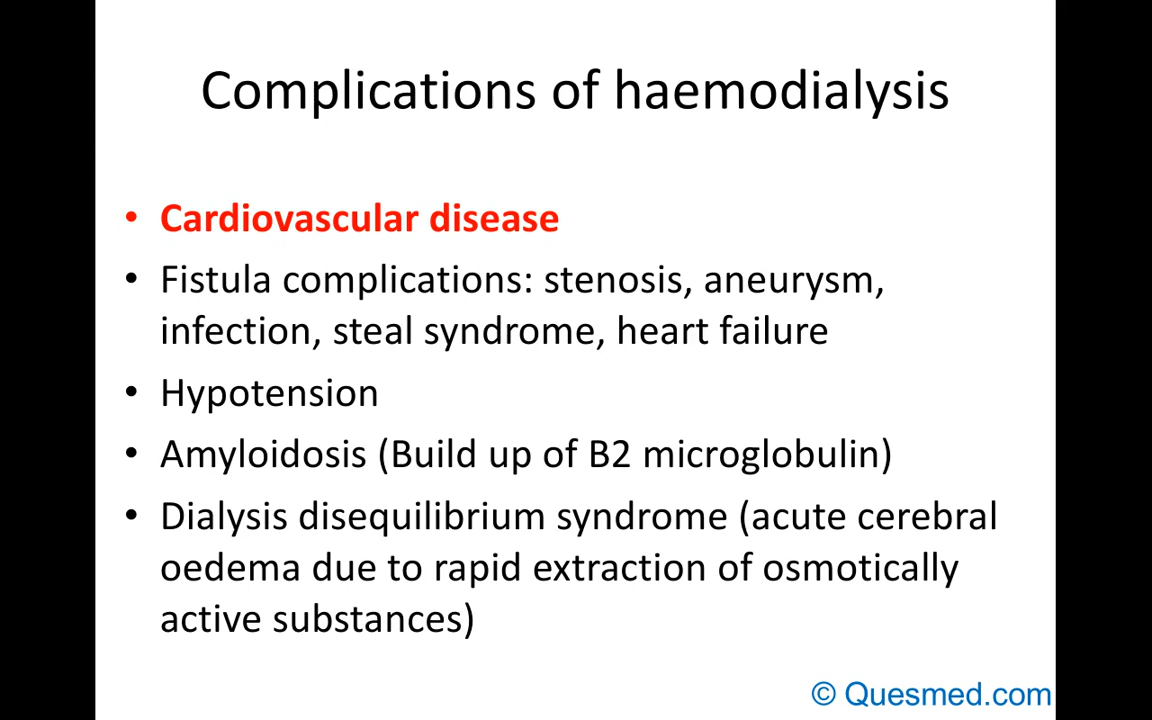 Complications of haemodialysis
• Cardiovascular disease
• Fistula complications: stenosis, aneurysm,
infection, steal syndrome, heart failure
• Hypotension
• Amyloidosis (Build up of B2 microglobulin)
• Dialysis disequilibrium syndrome (acute cerebral
oedema due to rapid extraction of osmotically
active substances)
© Quesmed.com